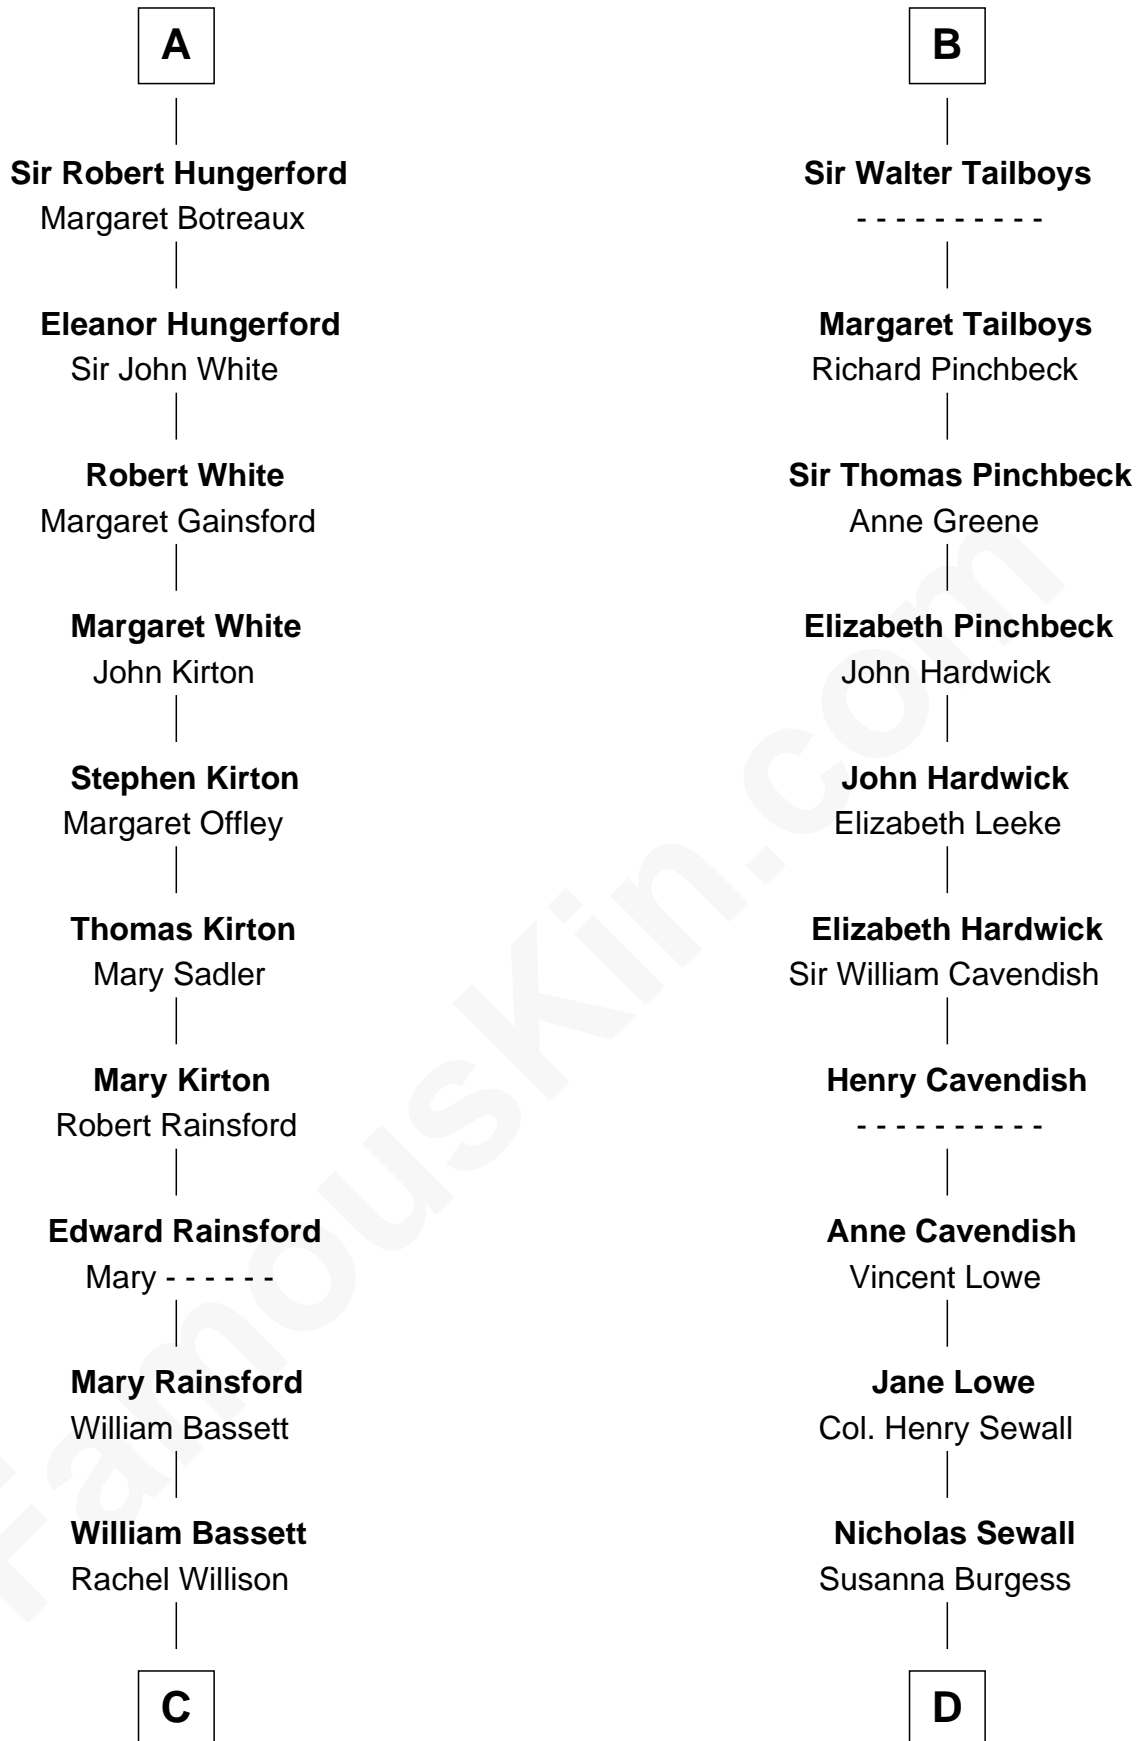 A
Sir Robert Hungerford
Margaret Botreaux
Eleanor Hungerford
Sir John White
Robert White
Margaret Gainsford
Margaret White
John Kirton
Stephen Kirton
Margaret Offley
Thomas Kirton
Mary Sadler
Mary Kirton
Robert Rainsford
Edward Rainsford
Mary - - - - - -
Mary Rainsford
William Bassett
William Bassett
Rachel Willison
C
B
Sir Walter Tailboys
- - - - - - - - - -
Margaret Tailboys
Richard Pinchbeck
Sir Thomas Pinchbeck
Anne Greene
Elizabeth Pinchbeck
John Hardwick
John Hardwick
Elizabeth Leeke
Elizabeth Hardwick
Sir William Cavendish
Henry Cavendish
- - - - - - - - - -
Anne Cavendish
Vincent Lowe
Jane Lowe
Col. Henry Sewall
Nicholas Sewall
Susanna Burgess
D
FamousKin.com